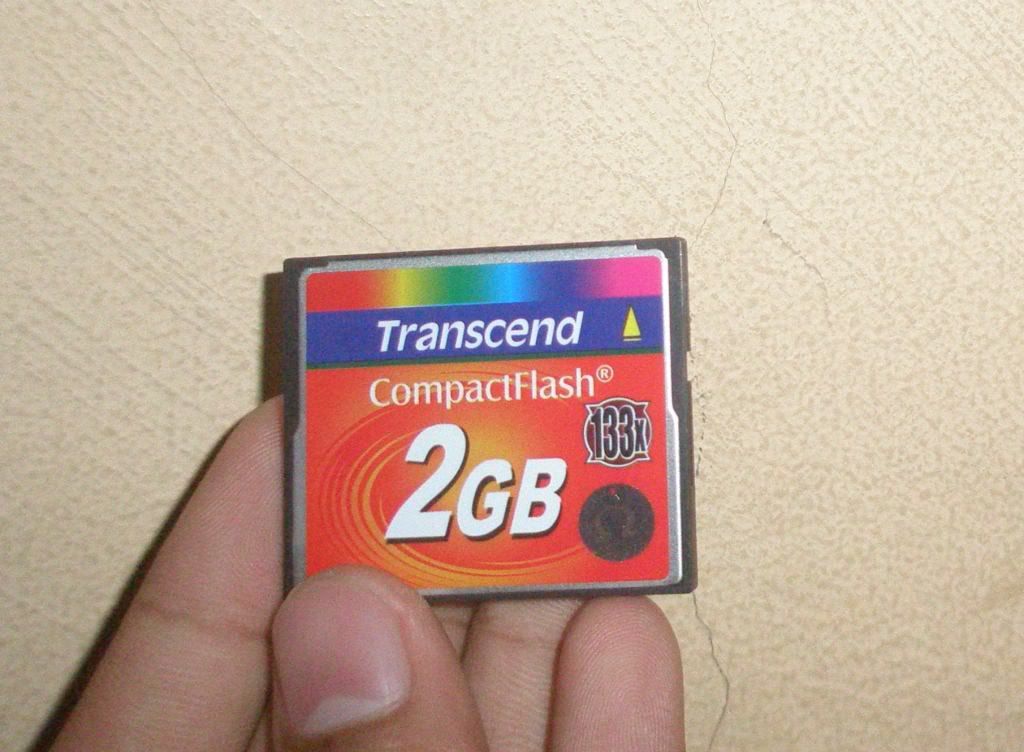 Transcend
CompactFlash®
133x
2GB